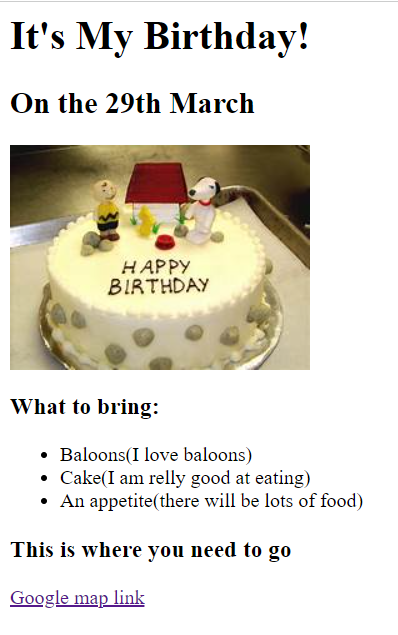 It's My Birthday!
On the 29th March
HAPPY
BIRTHDAY
What to bring:
Baloons(I love baloons)
Cake(I am relly good at eating)
An appetite(there will be lots of food)
This is where you need to go
Google map link